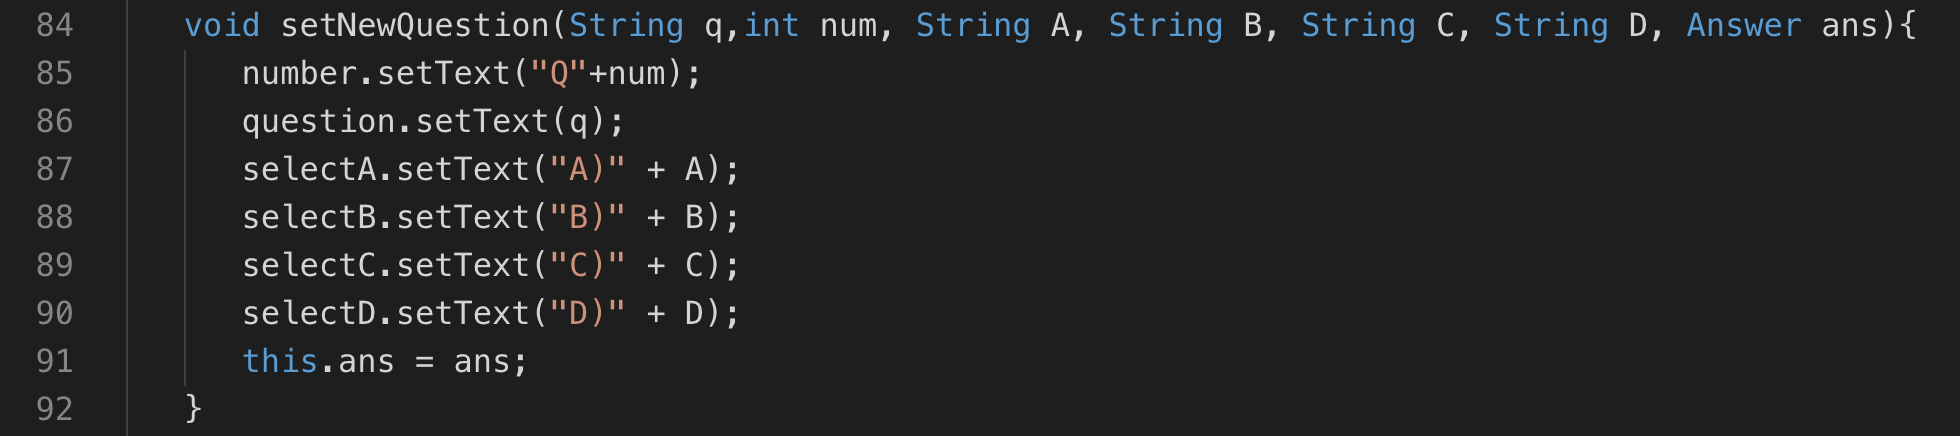 84 void setNewQuestion(String q,int num, String A, String B, String C, String D, Answer ans){
85 number.setText("Q"+num);
86 question.setText(q);
87 selectA.setText("A)" + A);
88 selectB.setText("B)" + B);
89 selectC.setText("C)" + C);
90 selectD.setText("D)" + D);
91 this.ans = ans;
92 }